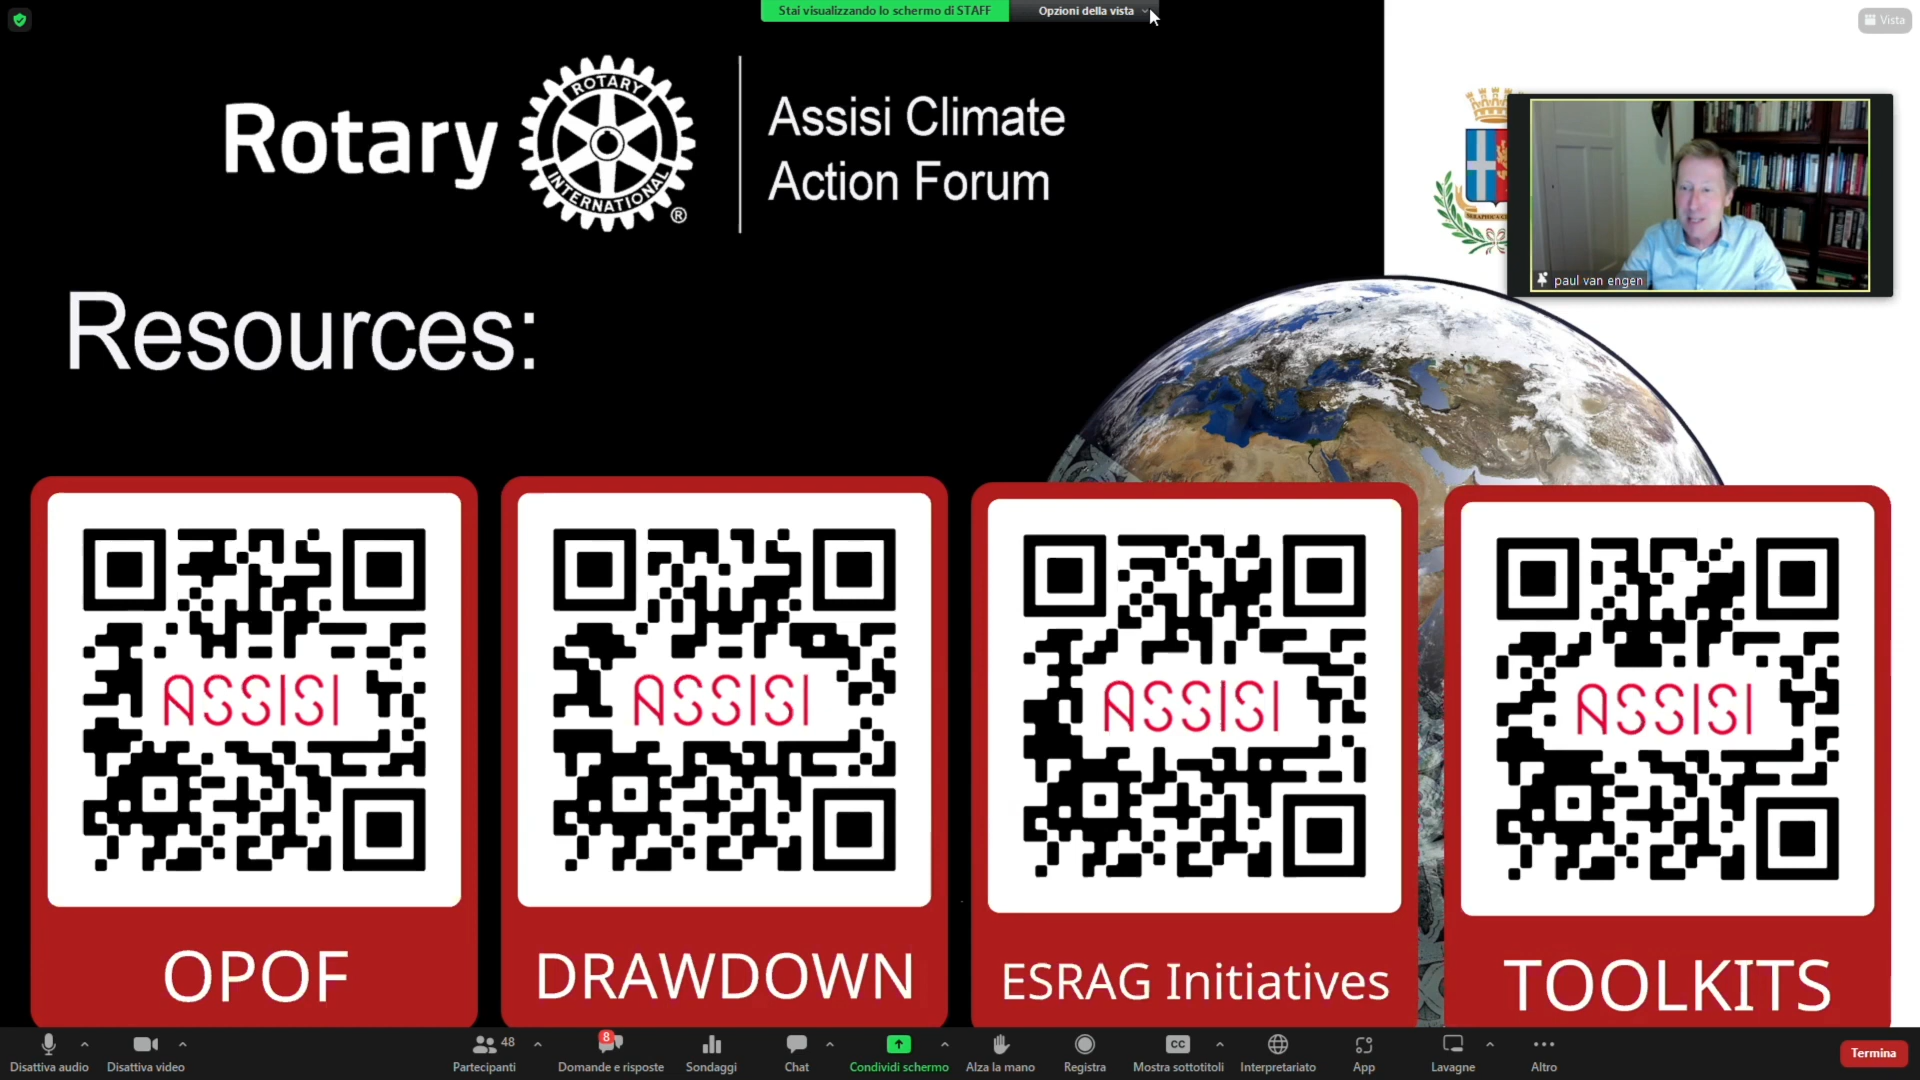 Stai visualizzando lo schermo di STAFF
Opzioni della vista
Vista
Rotary
ROTARY
INTERNATIONAL
®
Assisi Climate
Action Forum
paul van engen
Resources:
ASSISI
ASSISI
ASSISI
ASSISI
OPOF
DRAWDOWN
ESRAG Initiatives
TOOLKITS
Disattiva audio
Disattiva video
Partecipanti
48
8
Domande e risposte
Sondaggi
Chat
Condividi schermo
Alza la mano
Registra
CC
Mostra sottotitoli
Interpretariato
App
Lavagne
Altro
Termina